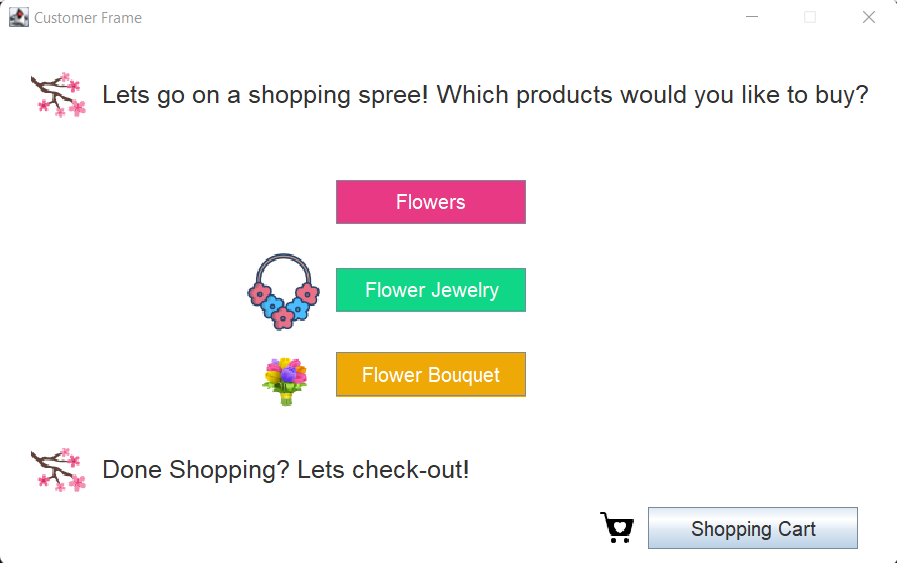 Customer Frame
Lets go on a shopping spree! Which products would you like to buy?
Flowers
Flower Jewelry
Flower Bouquet
Done Shopping? Lets check-out!
Shopping Cart